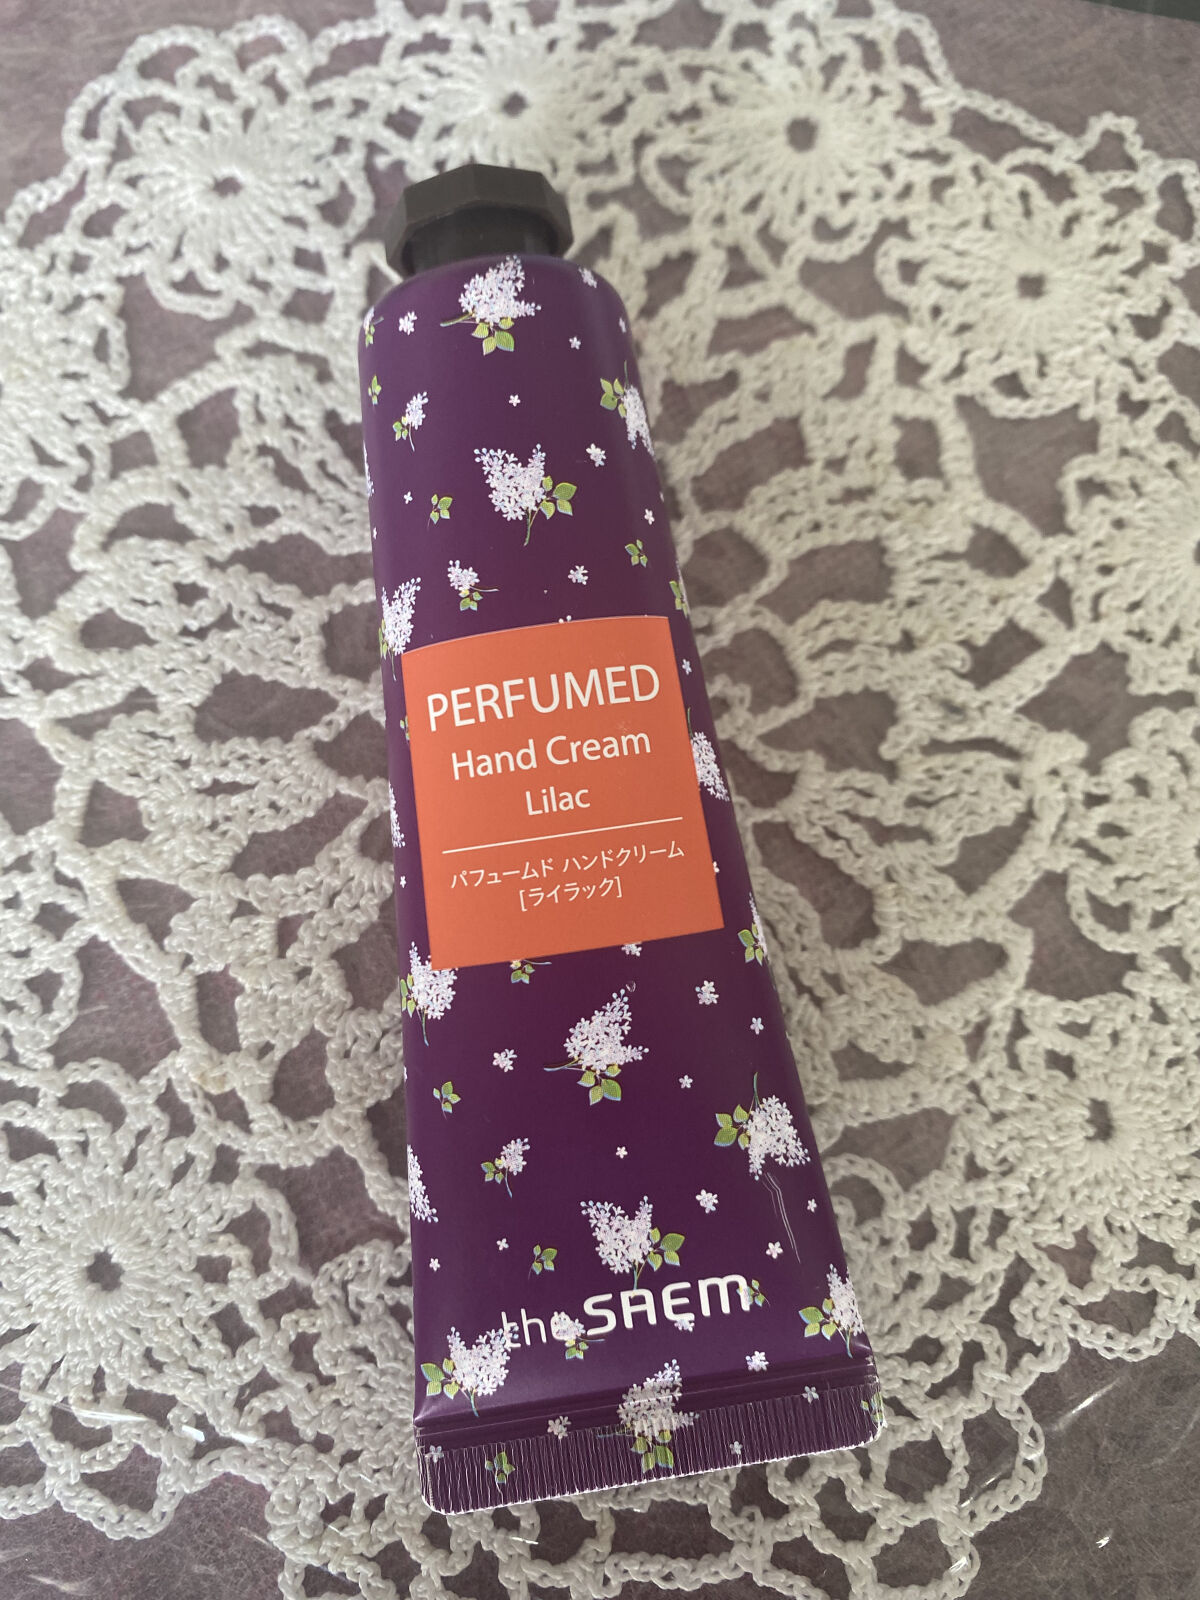 PERFUMED
Hand Cream
Lilac
パフュームド ハンドクリーム
[ライラック]
the SAEM